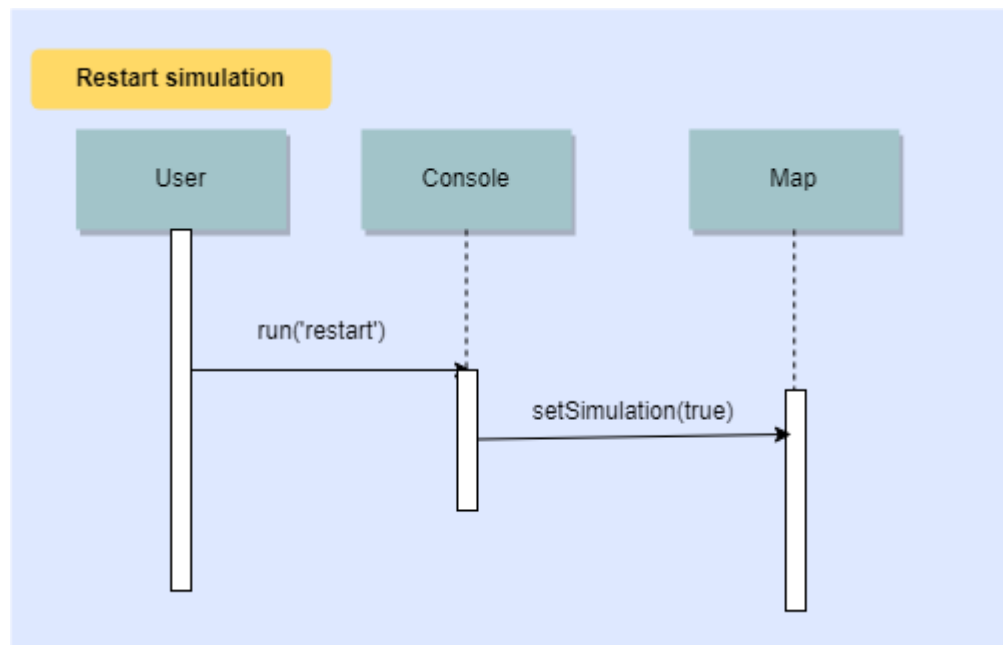 Restart simulation
User
Console
Map
run('restart')
setSimulation(true)